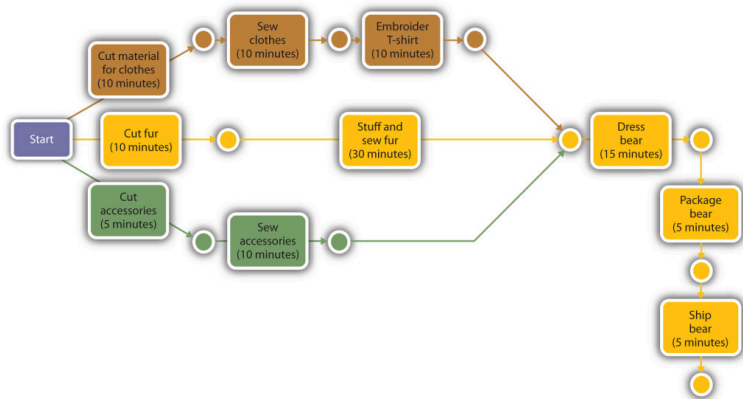 Sew
clothes
(10 minutes)
Embroider
T-shirt
(10 minutes)
Cut material
for clothes
(10 minutes)
Start
Cut fur
(10 minutes)
Stuff and
sew fur
(30 minutes)
Dress
bear
(15 minutes)
Cut
accessories
(5 minutes)
Sew
accessories
(10 minutes)
Package
bear
(5 minutes)
Ship
bear
(5 minutes)